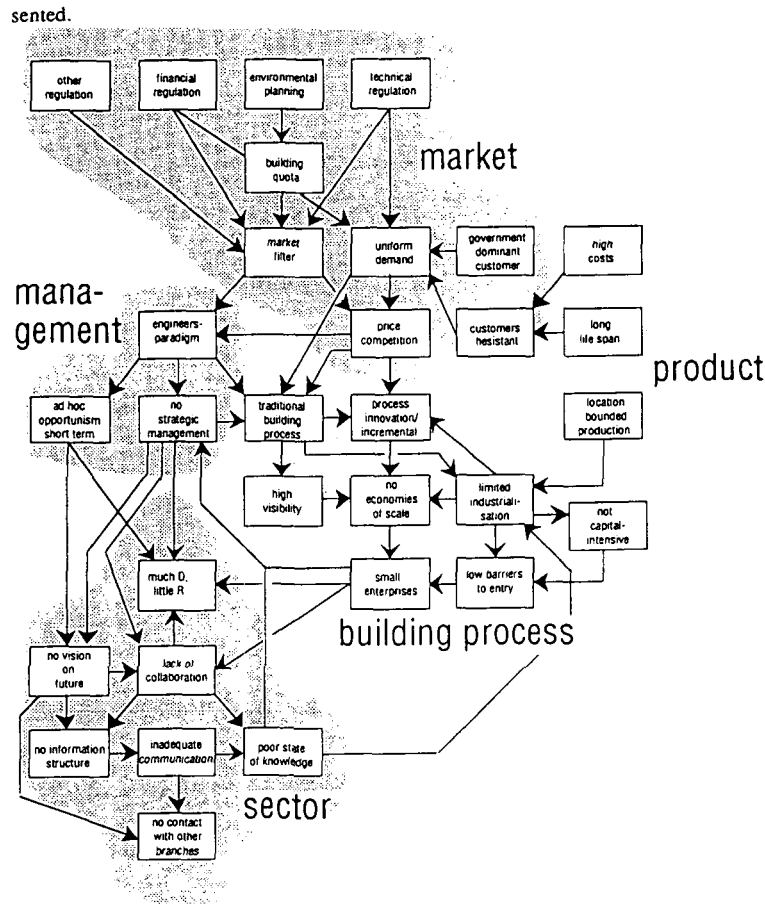 sented.
other
regulation
financial
regulation
environmental
planning
technical
regulation
building
quota
market
market
filter
uniform
demand
government
dominant
customer
high
costs
mana-
gement
engineers-
paradigm
price
competition
customers
hesistant
long
life span
product
ad hoc
opportunism
short term
no
strategic
management
traditional
building
process
process
innovation/
incremental
location
bounded
production
high
visibility
no
economies
of scale
limited
industriali-
sation
not
capital-
intensive
much D,
little R
small
enterprises
low barriers
to entry
building process
no vision
on
future
lack of
collaboration
no information
structure
inadequate
communication
poor state
of knowledge
sector
no contact
with other
branches